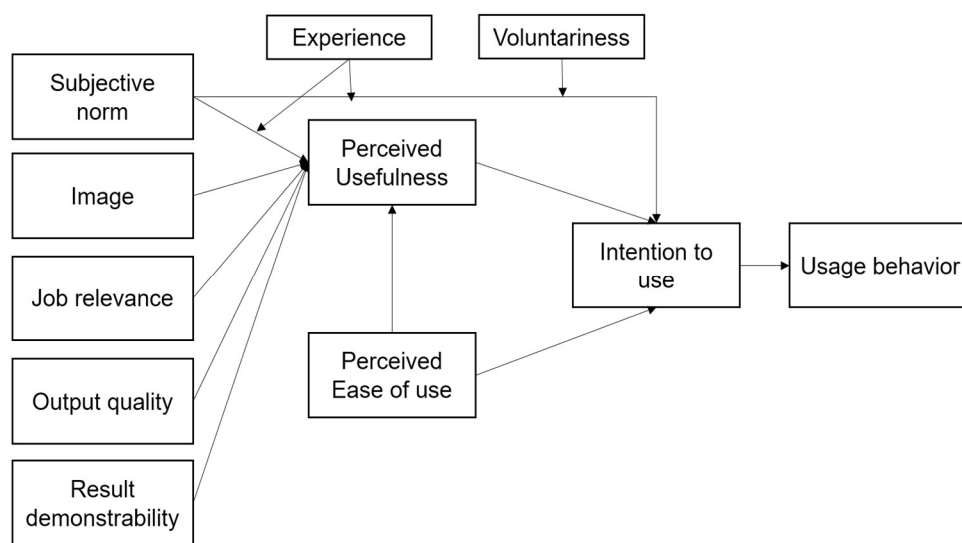 Experience
Voluntariness
Subjective
norm
Perceived
Usefulness
Image
Intention to
use
Usage behavior
Job relevance
Perceived
Ease of use
Output quality
Result
demonstrability